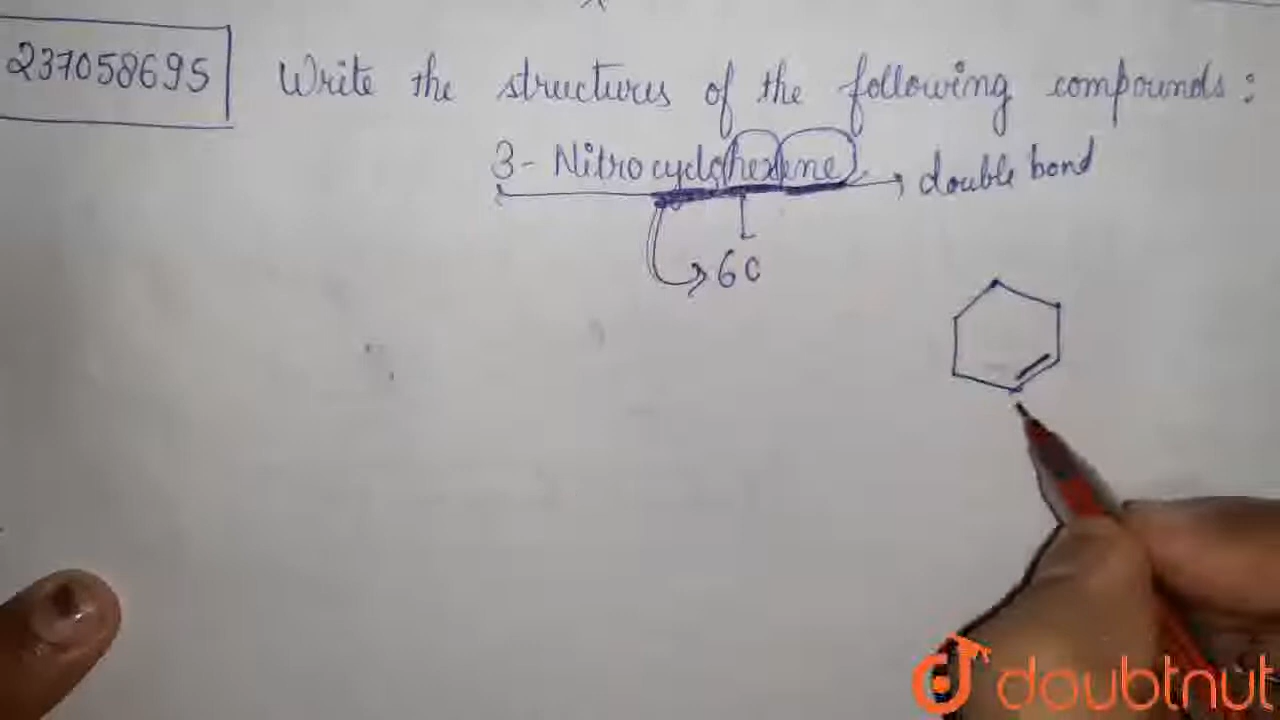 237058695
Write the structures of the following compounds:
3- Nitrocyclohexene
double bond
6C
doubtnut